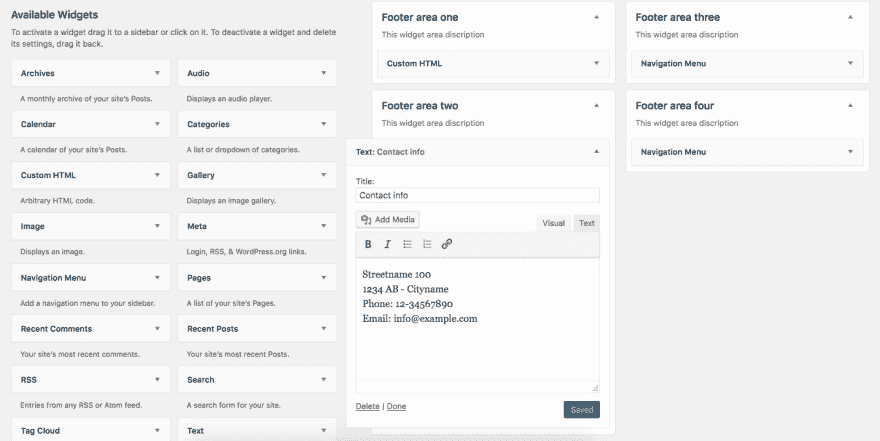 Available Widgets
To activate a widget drag it to a sidebar or click on it. To deactivate a widget and delete
its settings, drag it back.
Archives
Audio
A monthly archive of your site's Posts.
Displays an audio player.
Calendar
Categories
A calendar of your site's Posts.
A list or dropdown of categories.
Custom HTML
Gallery
Arbitrary HTML code.
Displays an image gallery.
Image
Meta
Displays an image.
Login, RSS, & WordPress.org links.
Navigation Menu
Pages
Add a navigation menu to your sidebar.
A list of your site's Pages.
Recent Comments
Recent Posts
Your site's most recent comments.
Your site's most recent Posts.
RSS
Search
Entries from any RSS or Atom feed.
A search form for your site.
Tag Cloud
Text
Footer area one
This widget area discription
Custom HTML
Footer area two
This widget area discription
Text: Contact info
Title:
Contact info
Add Media
Visual
Text
B I
Streetname 100
1234 AB - Cityname
Phone: 12-34567890
Email: info@example.com
Delete | Done
Saved
Footer area three
This widget area discription
Navigation Menu
Footer area four
This widget area discription
Navigation Menu